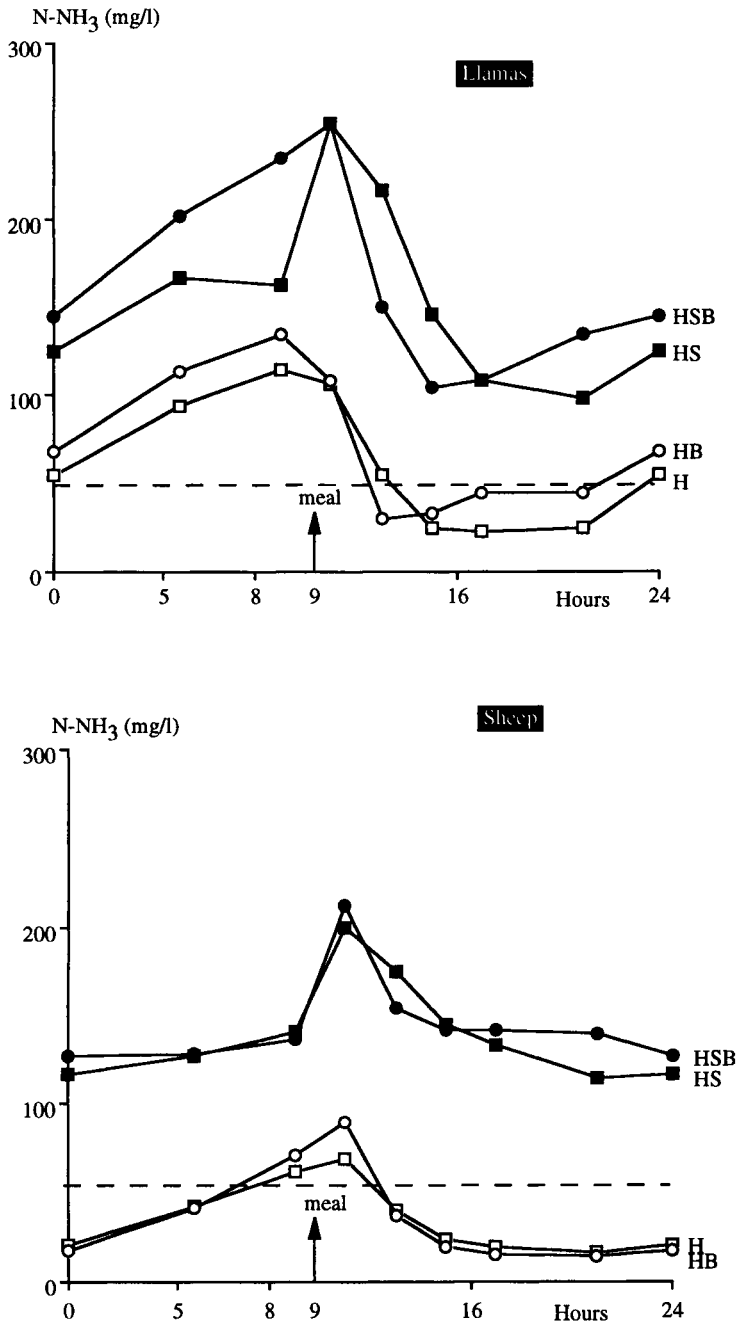 N-NH3 (mg/l)
Llamas
300
200
100
0
HSB
HS
HB
H
meal
0 5 8 9 16 Hours 24
N-NH3 (mg/l)
Sheep
300
200
100
0
HSB
HS
H
HB
meal
0 5 8 9 16 Hours 24